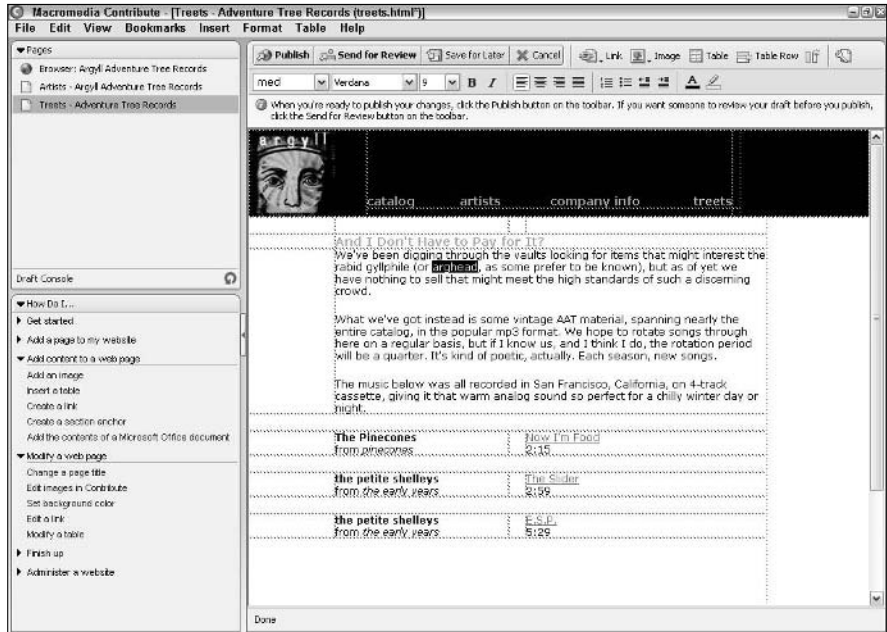 Macromedia Contribute - [Treets - Adventure Tree Records (treets.html*)]
File Edit View Bookmarks Insert Format Table Help
Pages
Browser: Argyll Adventure Tree Records
Artists - Argyll Adventure Tree Records
Treets - Adventure Tree Records
Draft Console
How Do I...
Get started
Add a page to my website
Add content to a web page
Add an image
Insert a table
Create a link
Create a section anchor
Add the contents of a Microsoft Office document
Modify a web page
Change a page title
Edit images in Contribute
Set background color
Edit a link
Modify a table
Finish up
Administer a website
Publish Send for Review Save for Later Cancel Link Image Table Table Row
med Verdana 9 B I
When you're ready to publish your changes, click the Publish button on the toolbar. If you want someone to review your draft before you publish,
click the Send for Review button on the toolbar.
argyll
catalog artists company info treets
And I Don't Have to Pay for It?
We've been digging through the vaults looking for items that might interest the
rabid gyllphile (or arghead, as some prefer to be known), but as of yet we
have nothing to sell that might meet the high standards of such a discerning
crowd.
What we've got instead is some vintage AAT material, spanning nearly the
entire catalog, in the popular mp3 format. We hope to rotate songs through
here on a regular basis, but if I know us, and I think I do, the rotation period
will be a quarter. It's kind of poetic, actually. Each season, new songs.
The music below was all recorded in San Francisco, California, on 4-track
cassette, giving it that warm analog sound so perfect for a chilly winter day or
night.
The Pinecones Now I'm Food
from pinecones 2:15
the petite shelleys The Slider
from the early years 2:59
the petite shelleys E.S.P.
from the early years 5:29
Done